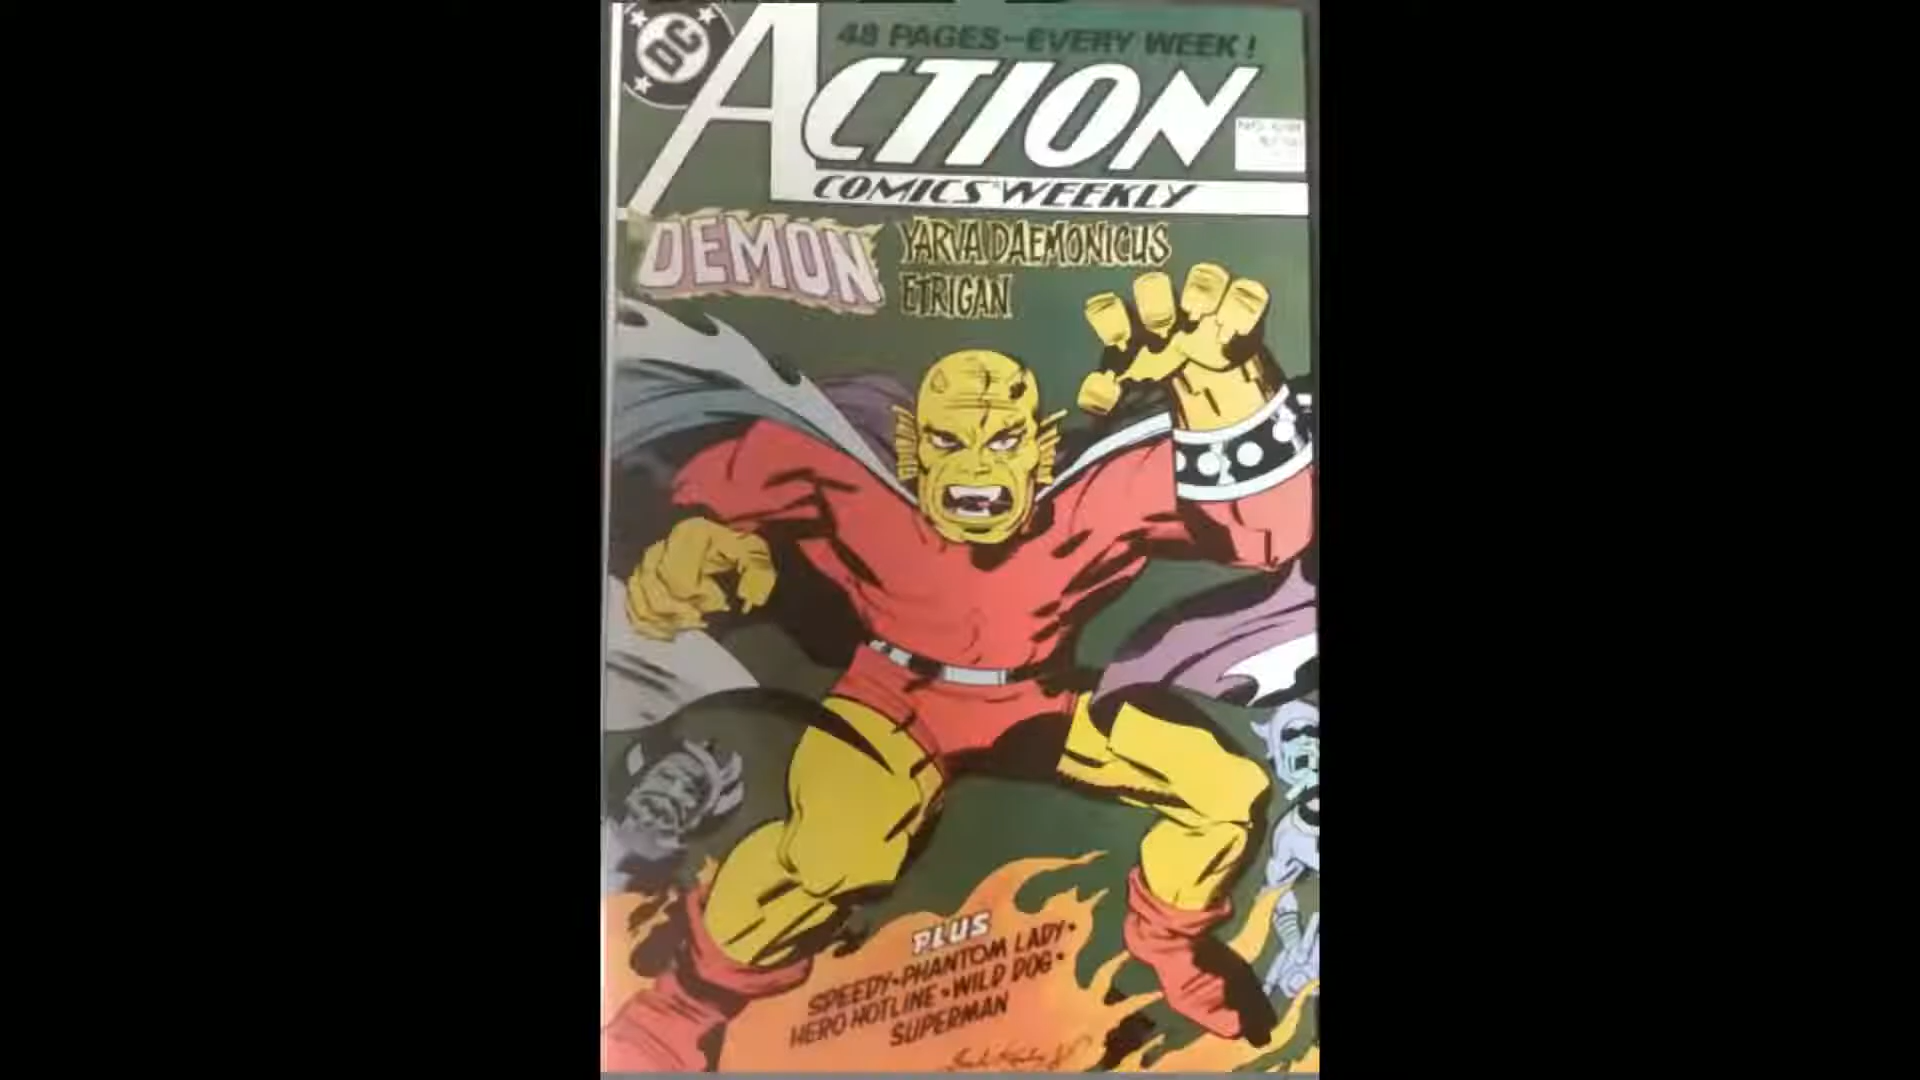 48 PAGES—EVERY WEEK!
DC
ACTION
COMICS WEEKLY
DEMON
YARVA DAEMONICUS
ETRIGAN
PLUS
SPEEDY•PHANTOM LADY•
HERO HOTLINE•WILD DOG•
SUPERMAN